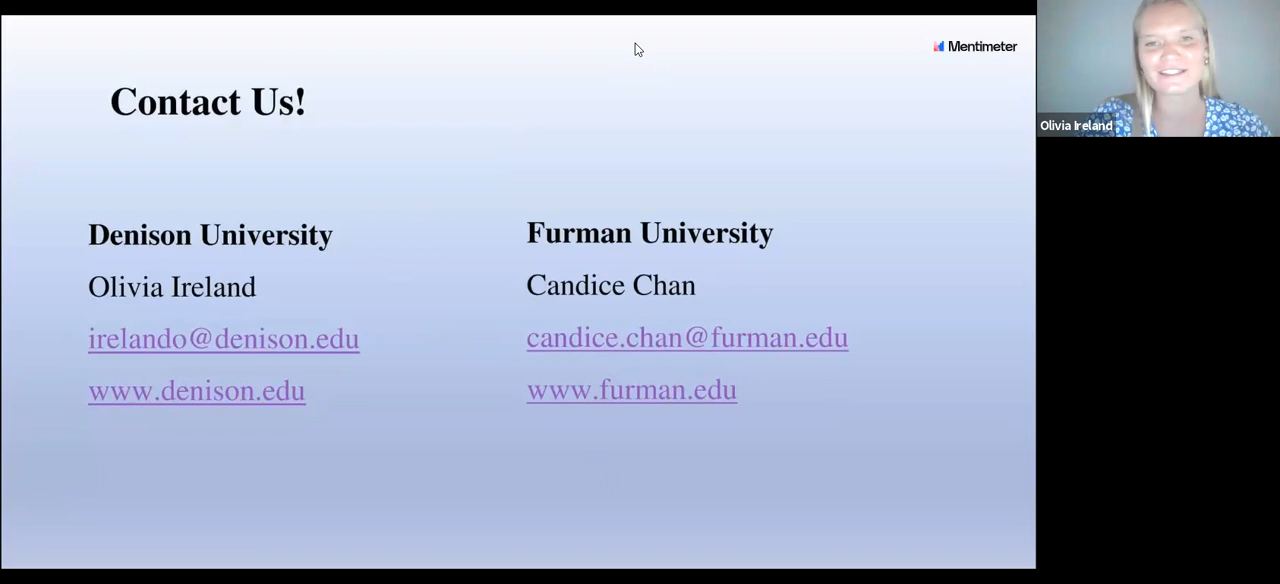 Mentimeter
Contact Us!
Denison University
Olivia Ireland
irelando@denison.edu
www.denison.edu
Furman University
Candice Chan
candice.chan@furman.edu
www.furman.edu
Olivia Ireland